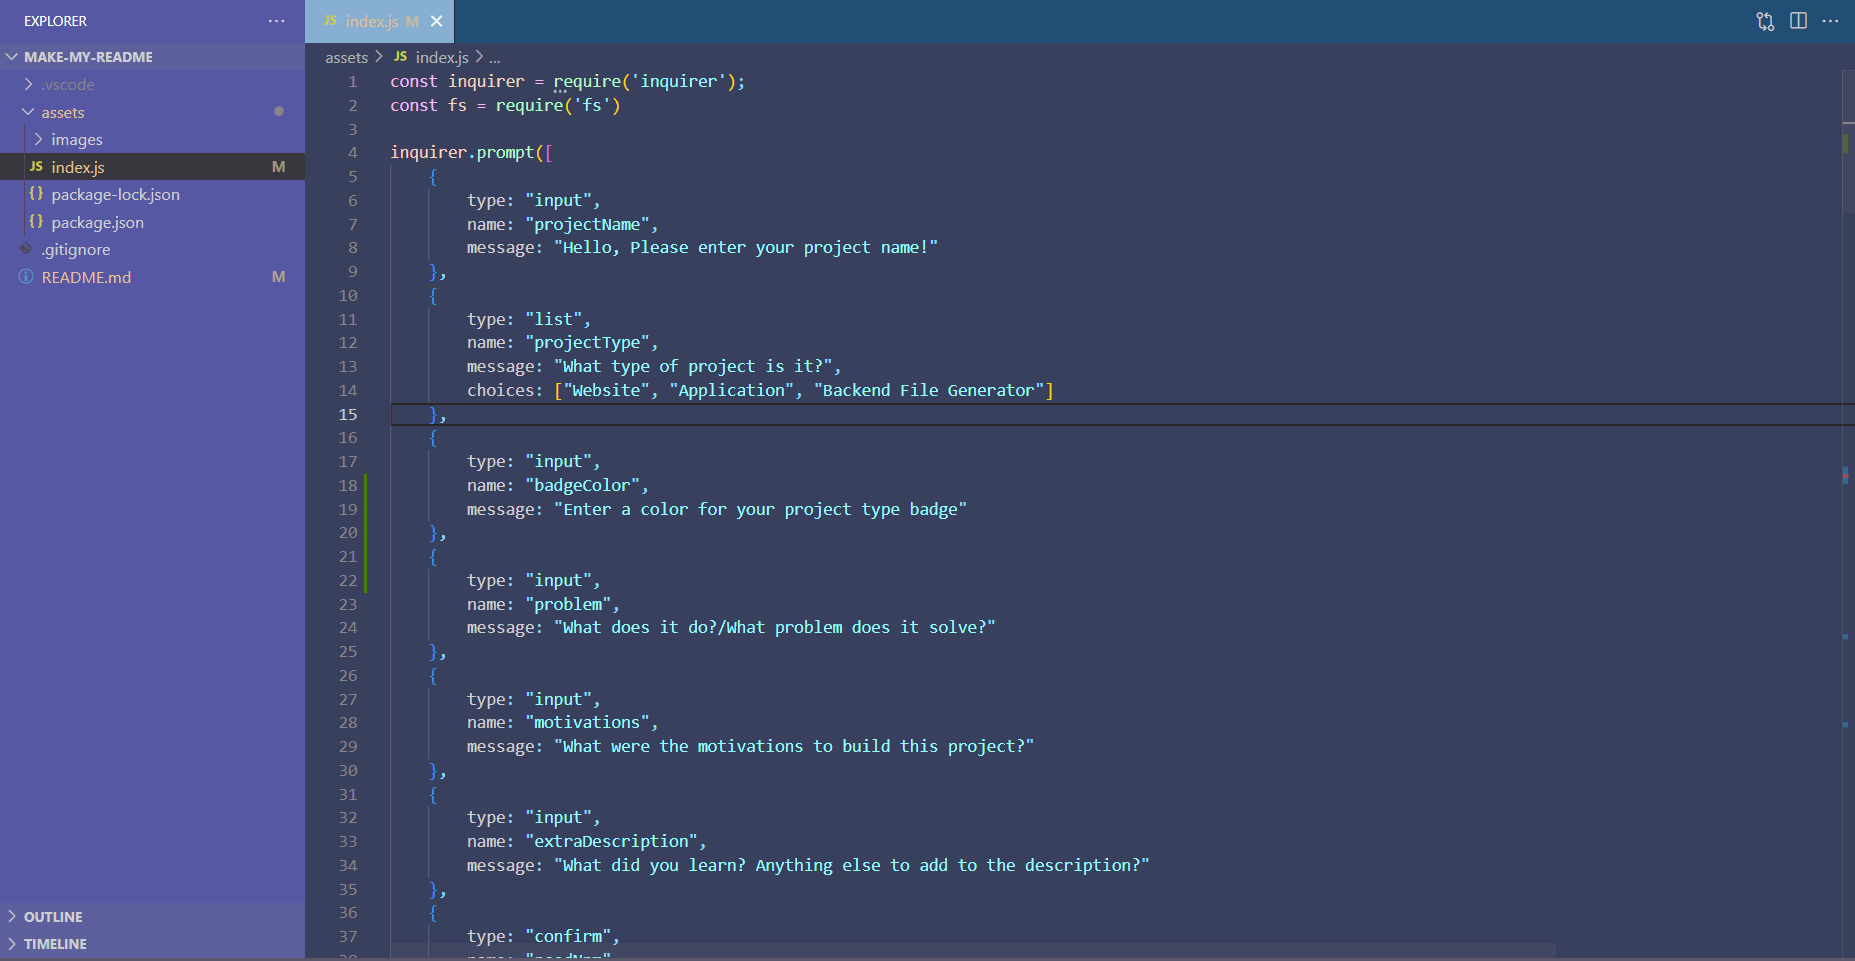 EXPLORER
MAKE-MY-README
.vscode
assets
images
JS index.js M
{} package-lock.json
{} package.json
.gitignore
README.md M
OUTLINE
TIMELINE
JS index.js M
assets > JS index.js > ...
1 const inquirer = require('inquirer');
2 const fs = require('fs')
3
4 inquirer.prompt([
5 {
6 type: "input",
7 name: "projectName",
8 message: "Hello, Please enter your project name!"
9 },
10 {
11 type: "list",
12 name: "projectType",
13 message: "What type of project is it?",
14 choices: ["Website", "Application", "Backend File Generator"]
15 },
16 {
17 type: "input",
18 name: "badgeColor",
19 message: "Enter a color for your project type badge"
20 },
21 {
22 type: "input",
23 name: "problem",
24 message: "What does it do?/What problem does it solve?"
25 },
26 {
27 type: "input",
28 name: "motivations",
29 message: "What were the motivations to build this project?"
30 },
31 {
32 type: "input",
33 name: "extraDescription",
34 message: "What did you learn? Anything else to add to the description?"
35 },
36 {
37 type: "confirm",